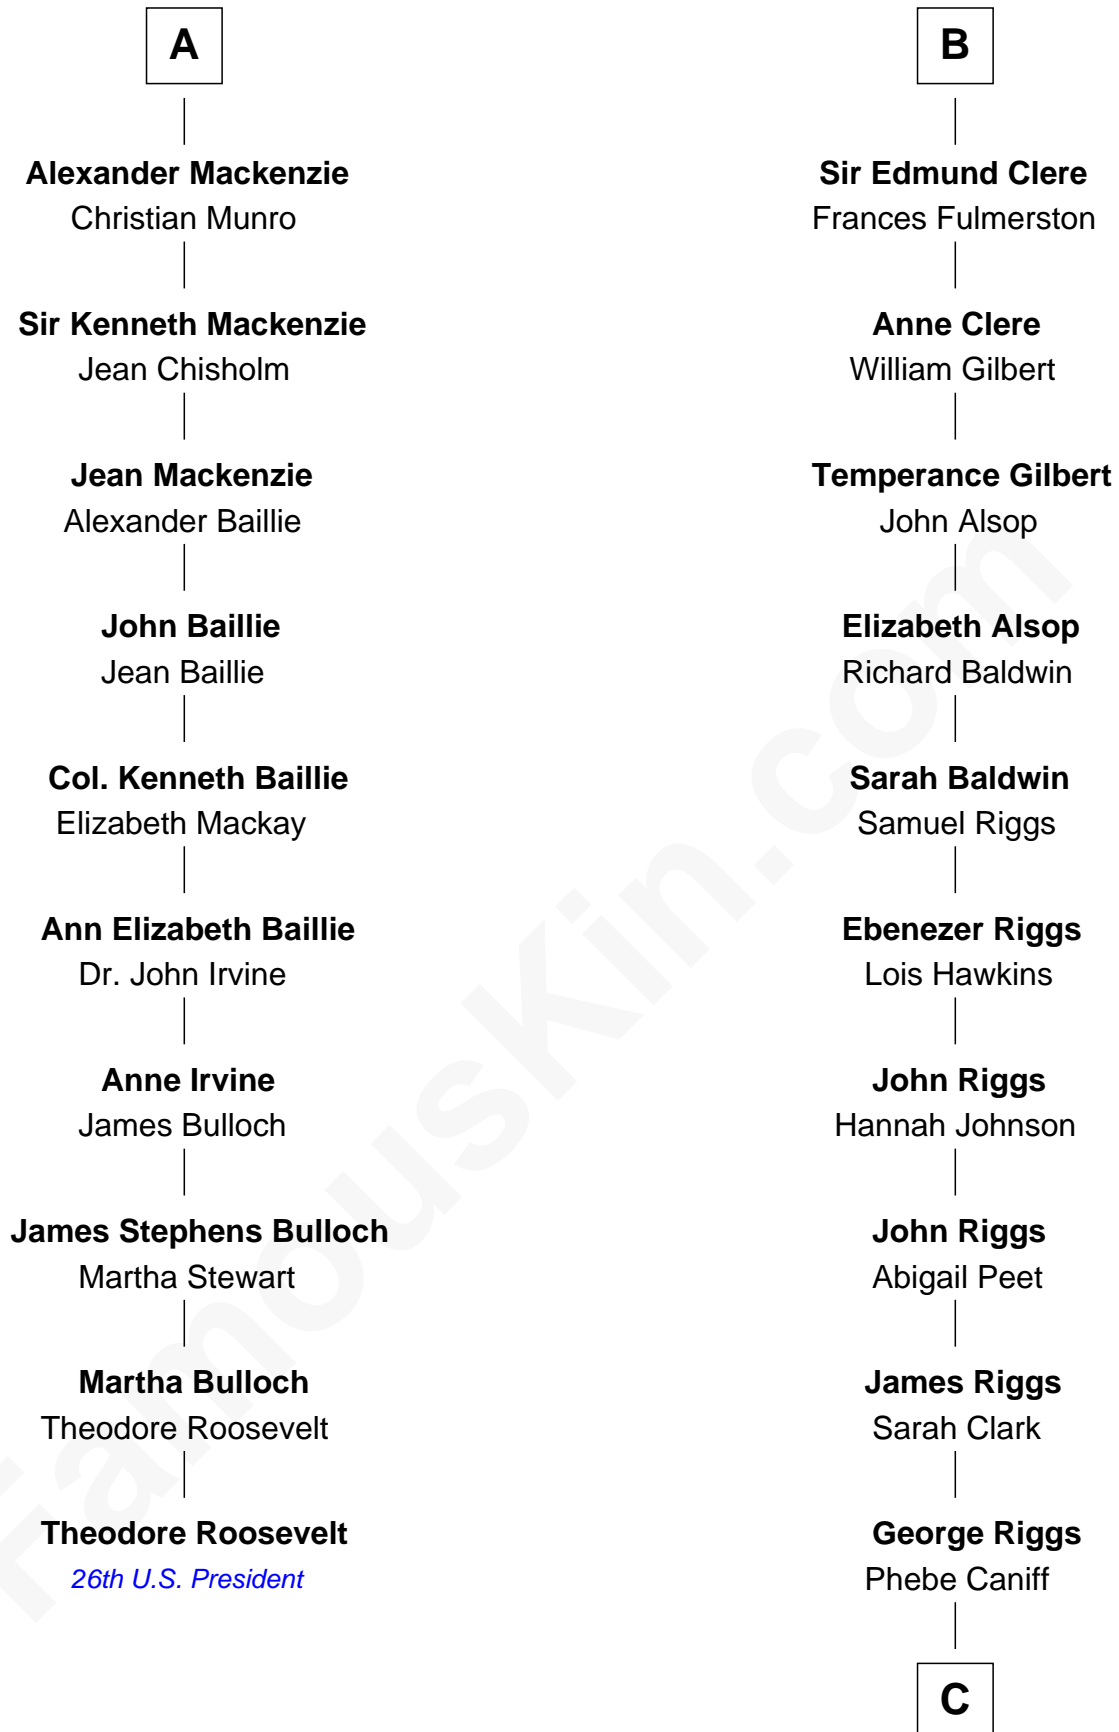 A
Alexander Mackenzie
Christian Munro
Sir Kenneth Mackenzie
Jean Chisholm
Jean Mackenzie
Alexander Baillie
John Baillie
Jean Baillie
Col. Kenneth Baillie
Elizabeth Mackay
Ann Elizabeth Baillie
Dr. John Irvine
Anne Irvine
James Bulloch
James Stephens Bulloch
Martha Stewart
Martha Bulloch
Theodore Roosevelt
Theodore Roosevelt
26th U.S. President
B
Sir Edmund Clere
Frances Fulmerston
Anne Clere
William Gilbert
Temperance Gilbert
John Alsop
Elizabeth Alsop
Richard Baldwin
Sarah Baldwin
Samuel Riggs
Ebenezer Riggs
Lois Hawkins
John Riggs
Hannah Johnson
John Riggs
Abigail Peet
James Riggs
Sarah Clark
George Riggs
Phebe Caniff
C
FamousKin.com